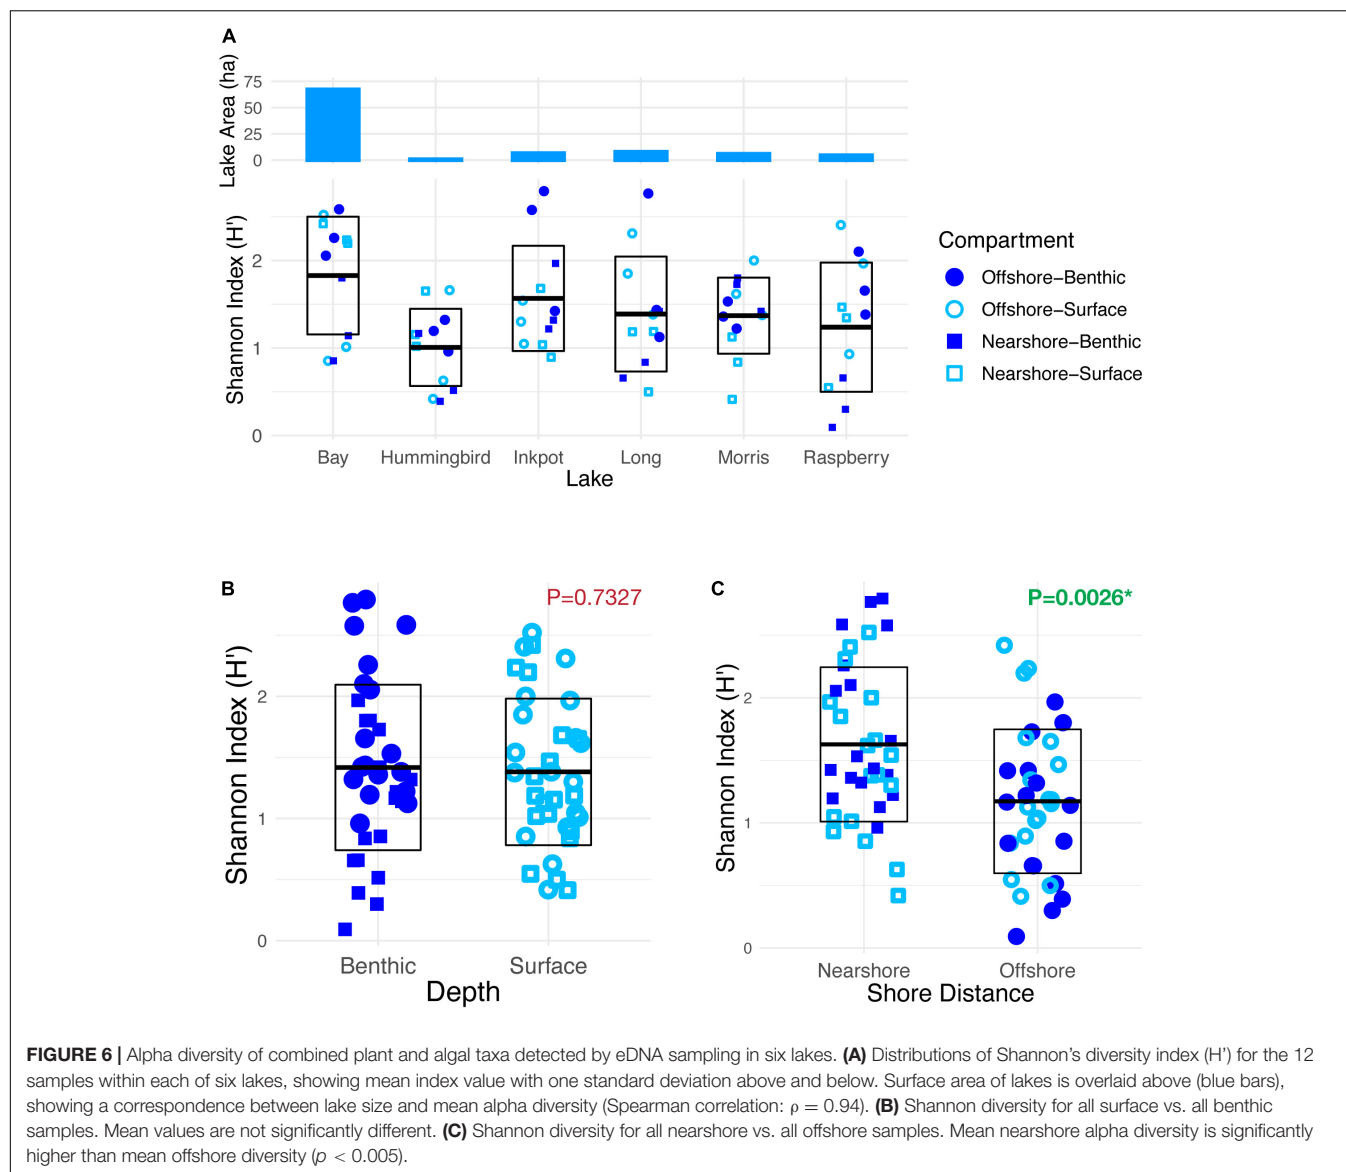 A
Lake Area (ha)
75
50
25
0
Shannon Index (H')
2
1
0
Bay Hummingbird Inkpot Long Morris Raspberry
Lake
Compartment
Offshore–Benthic
Offshore–Surface
Nearshore–Benthic
Nearshore–Surface
B
P=0.7327
Shannon Index (H')
2
1
0
Benthic Surface
Depth
C
P=0.0026*
Shannon Index (H')
2
1
0
Nearshore Offshore
Shore Distance
FIGURE 6 | Alpha diversity of combined plant and algal taxa detected by eDNA sampling in six lakes. (A) Distributions of Shannon's diversity index (H') for the 12
samples within each of six lakes, showing mean index value with one standard deviation above and below. Surface area of lakes is overlaid above (blue bars),
showing a correspondence between lake size and mean alpha diversity (Spearman correlation: ρ = 0.94). (B) Shannon diversity for all surface vs. all benthic
samples. Mean values are not significantly different. (C) Shannon diversity for all nearshore vs. all offshore samples. Mean nearshore alpha diversity is significantly
higher than mean offshore diversity (p < 0.005).